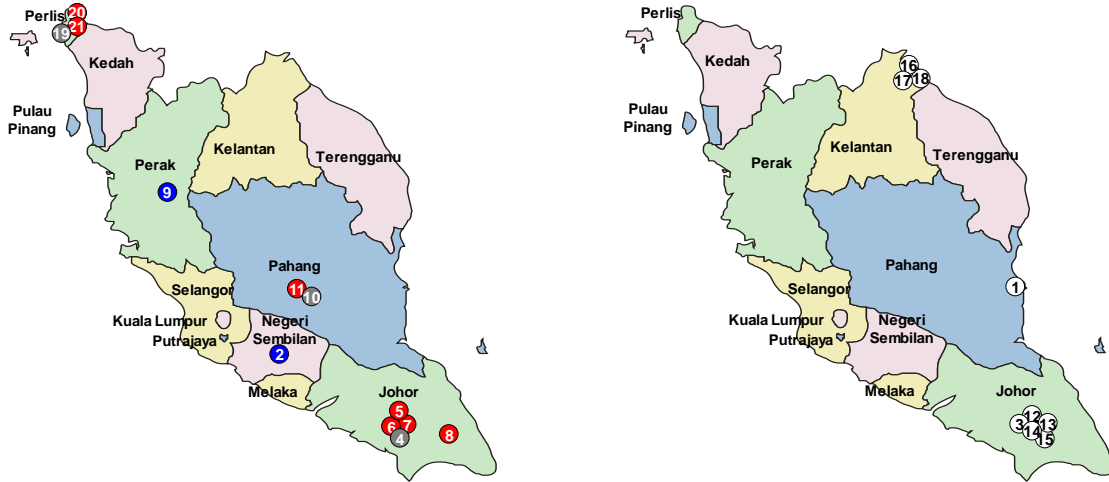 Perlis
20
21
19
Kedah
Pulau
Pinang
Perak
Kelantan
Terengganu
9
Pahang
11
10
Selangor
Kuala Lumpur
Putrajaya
Negeri
Sembilan
2
Melaka
Johor
5
6
7
4
8
Perlis
Kedah
16
17
18
Pulau
Pinang
Perak
Kelantan
Terengganu
Pahang
1
Selangor
Kuala Lumpur
Putrajaya
Negeri
Sembilan
Melaka
Johor
12
3
13
14
15